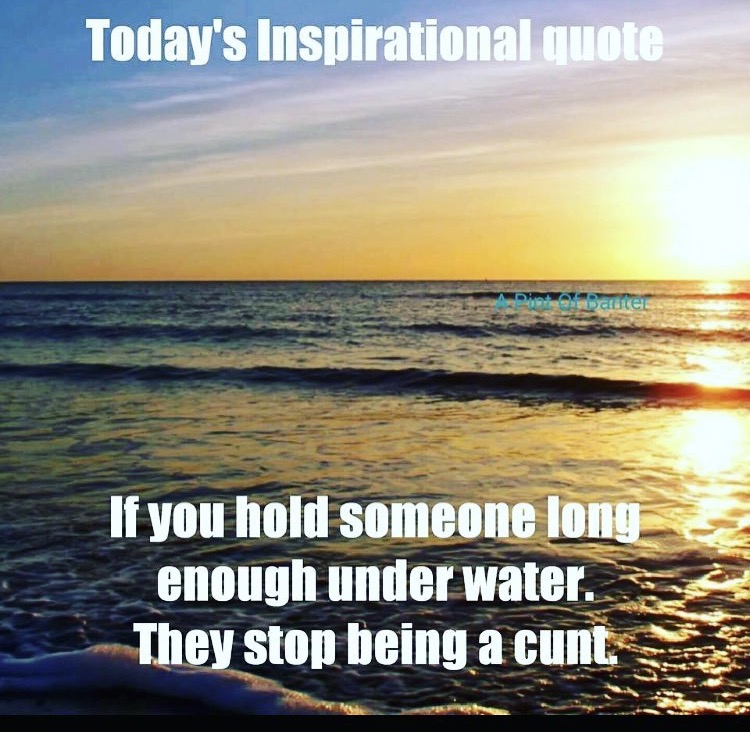 Today's Inspirational quote
A Pint Of Banter
If you hold someone long
enough under water.
They stop being a cunt.